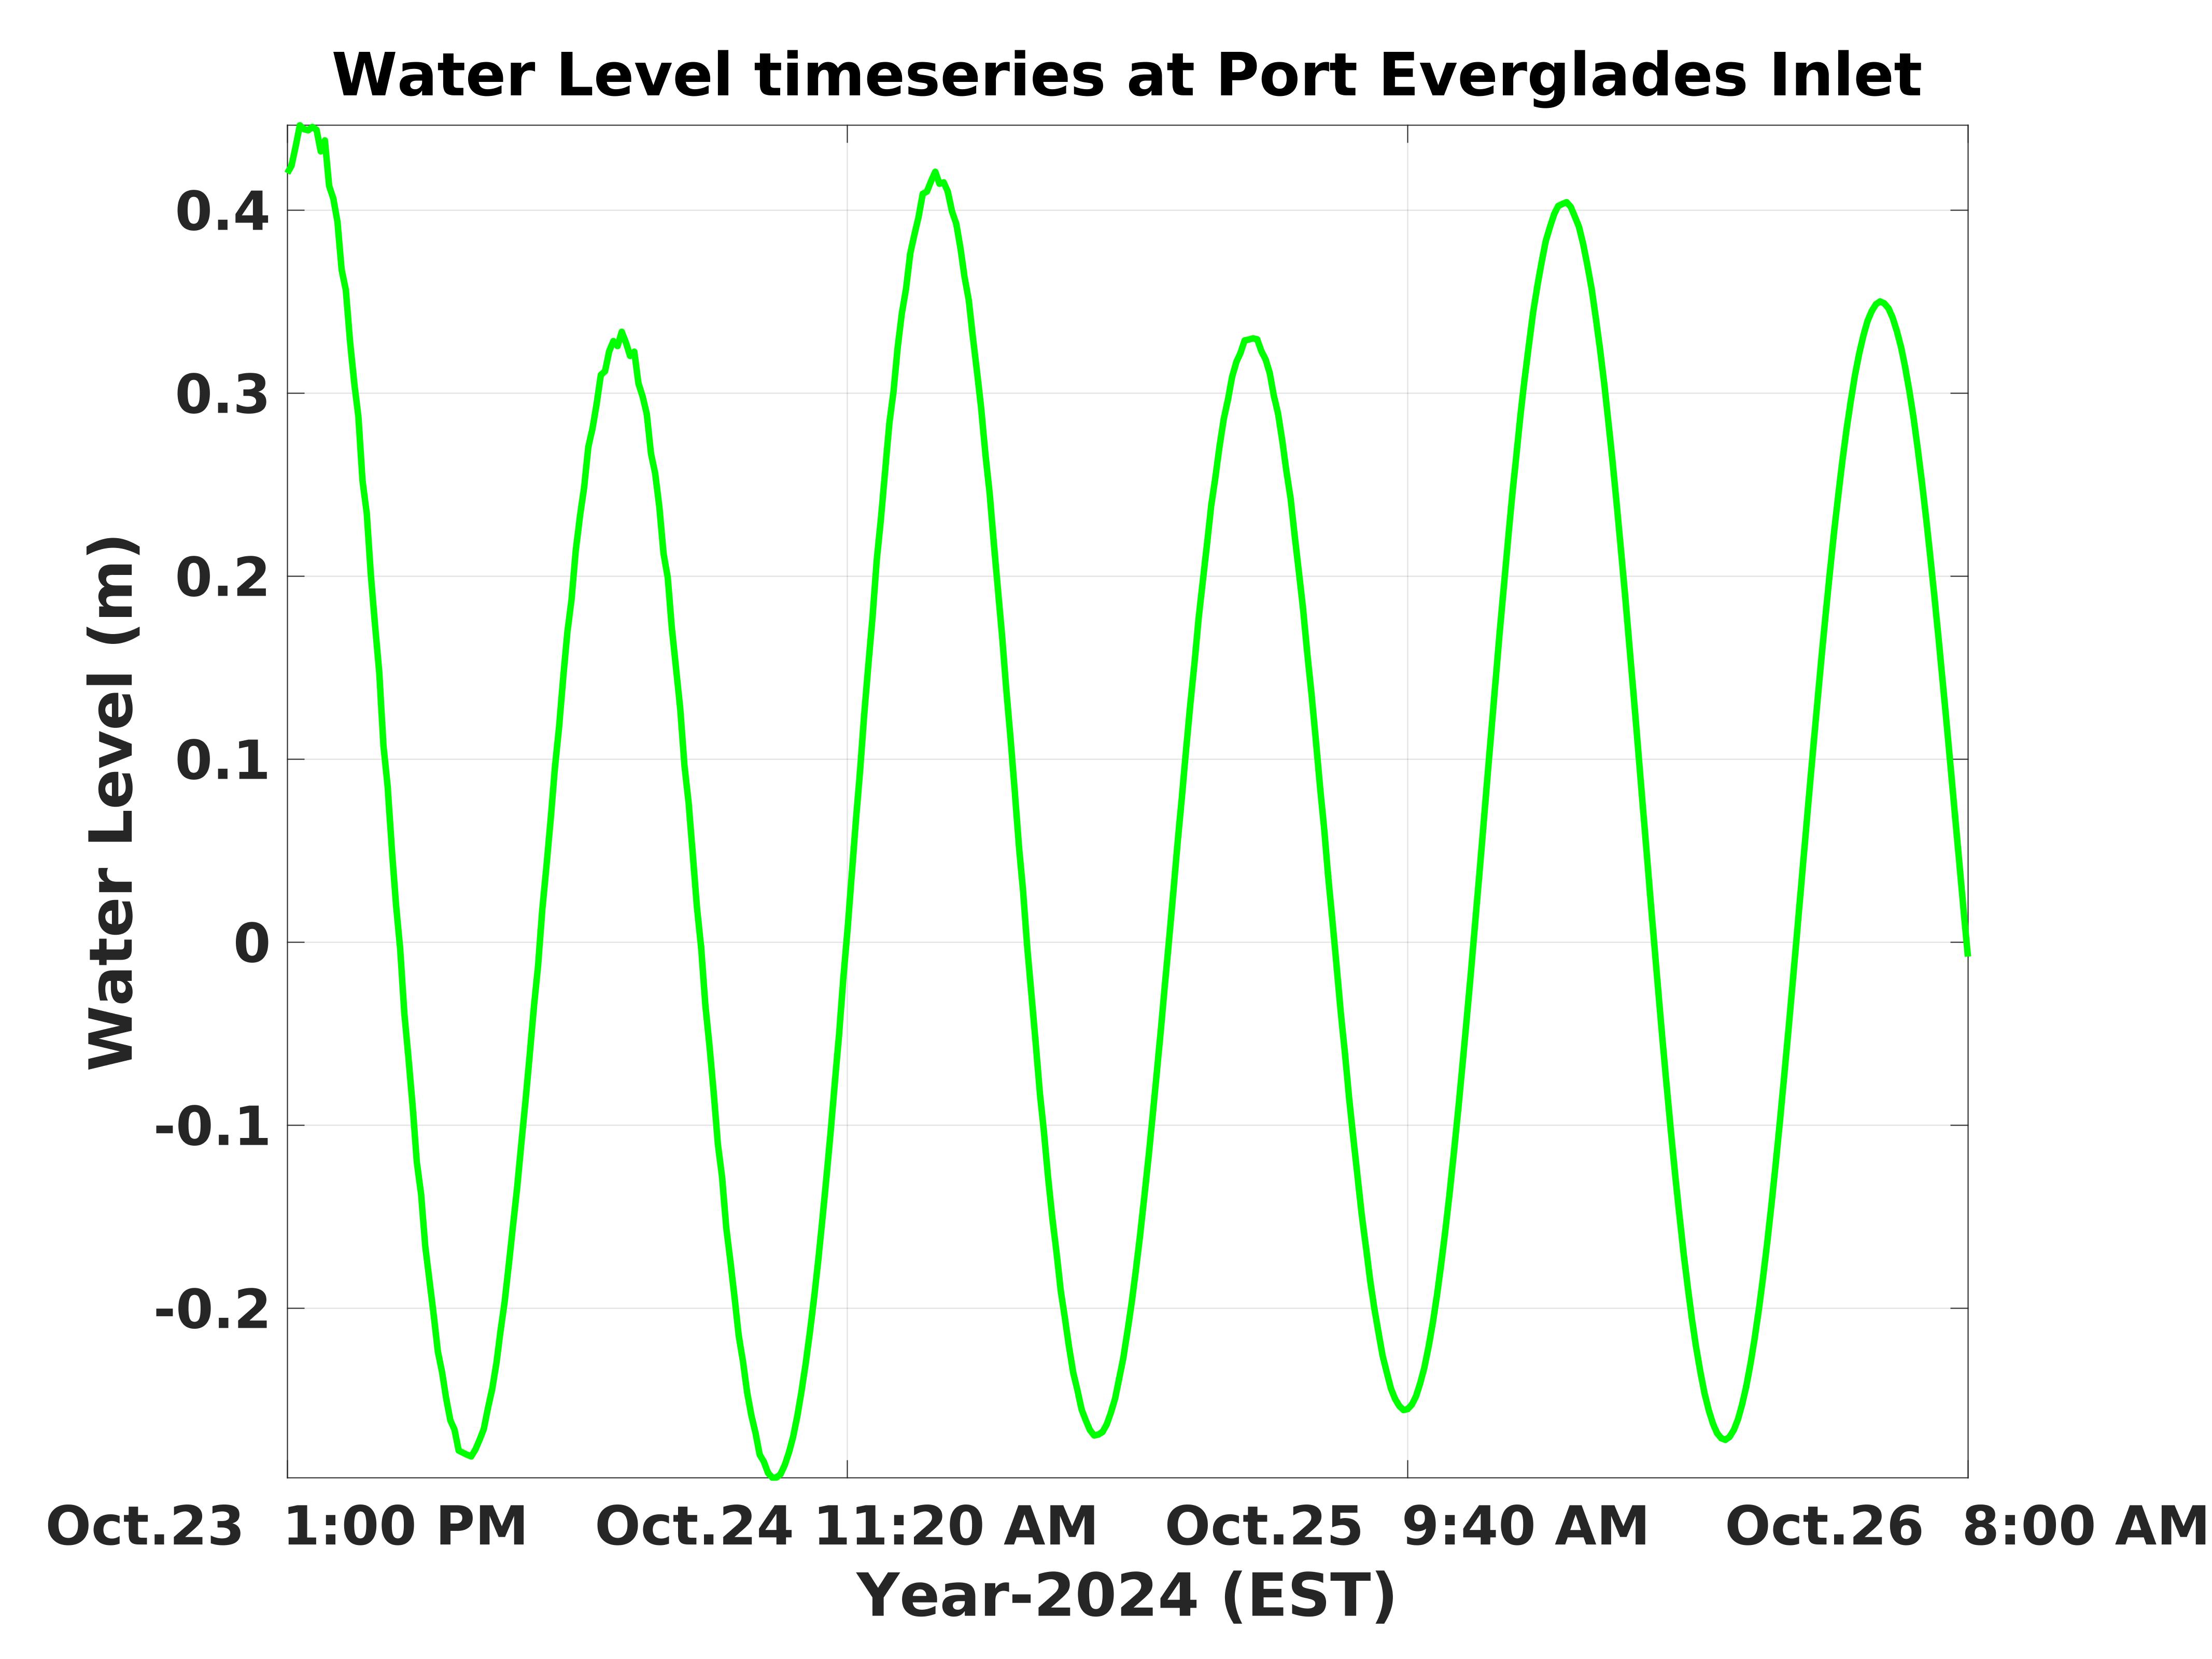 Water Level timeseries at Port Everglades Inlet
0.4
0.3
0.2
0.1
0
-0.1
-0.2
Water Level (m)
Oct.23  1:00 PM
Oct.24 11:20 AM
Oct.25  9:40 AM
Oct.26  8:00 AM
Year-2024 (EST)